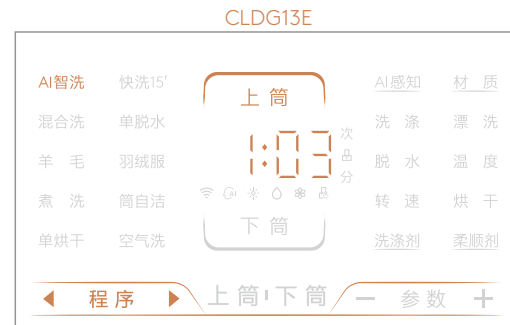 CLDG13E
AI智洗 快洗15'
混合洗 单脱水
羊 毛 羽绒服
煮 洗 筒自洁
单烘干 空气洗
上筒
1:03
次
品
分
下筒
AI感知 材 质
洗 涤 漂 洗
脱 水 温 度
转 速 烘 干
洗涤剂 柔顺剂
程序
上筒 下筒
— 参数 +